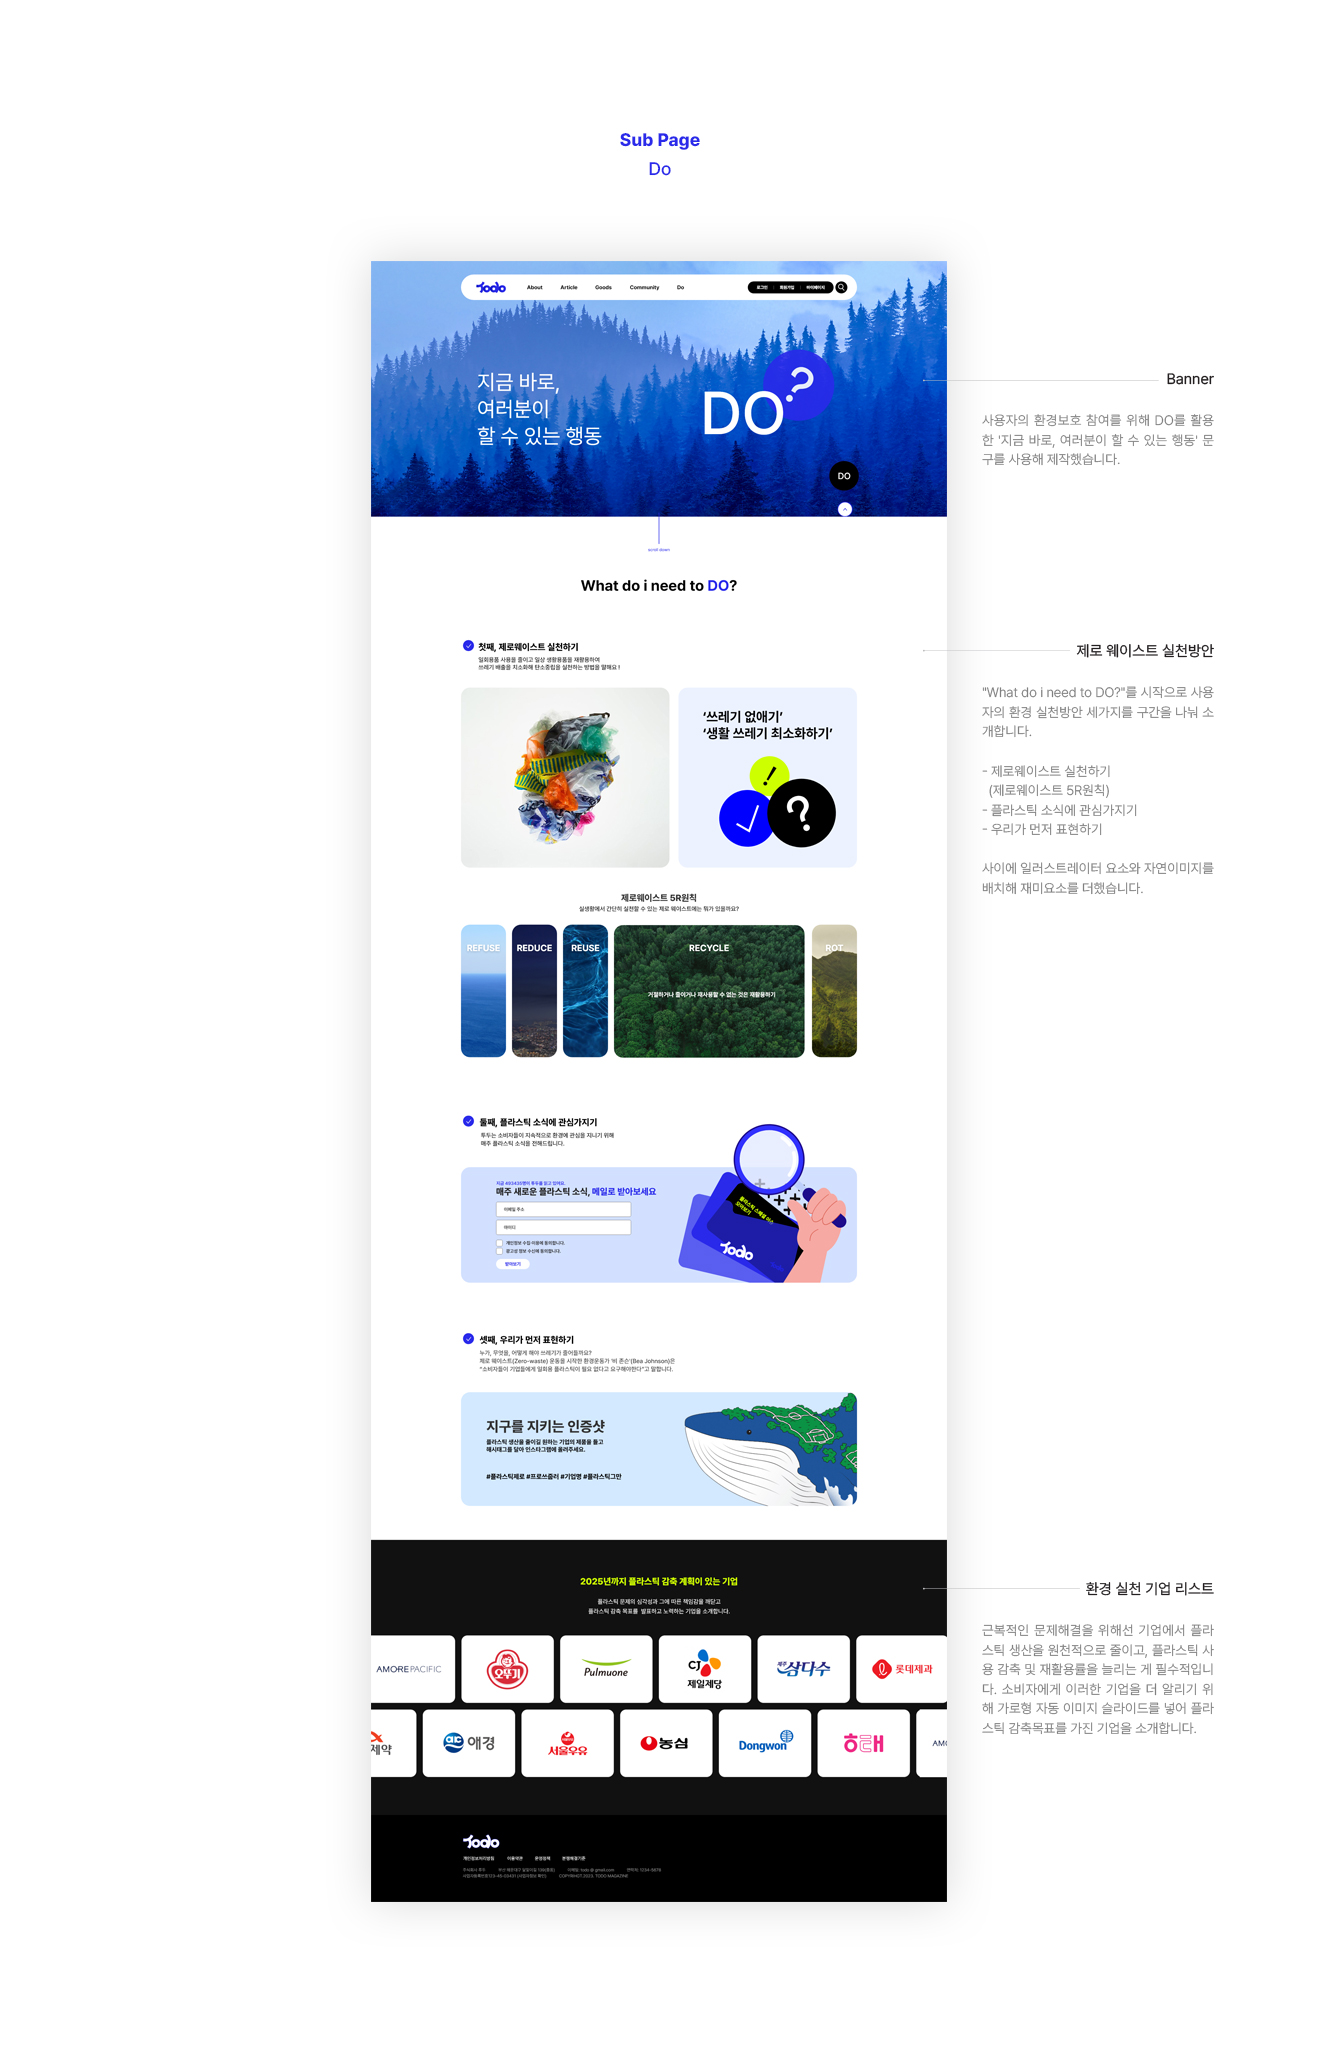 Sub Page
Do
Todo
About
Article
Goods
Community
Do
로그인
회원가입
마이페이지
지금 바로,
여러분이
할 수 있는 행동
DO?
DO
Banner
사용자의 환경보호 참여를 위해 DO를 활용
한 '지금 바로, 여러분이 할 수 있는 행동' 문
구를 사용해 제작했습니다.
scroll down
What do i need to DO?
첫째, 제로웨이스트 실천하기
일회용품 사용을 줄이고 일상 생활용품을 재활용하여
쓰레기 배출을 최소화해 탄소중립을 실천하는 방법을 말해요!
‘쓰레기 없애기’
‘생활 쓰레기 최소화하기’
!
?
제로 웨이스트 실천방안
"What do i need to DO?"를 시작으로 사용
자의 환경 실천방안 세가지를 구간을 나눠 소
개합니다.
- 제로웨이스트 실천하기
(제로웨이스트 5R원칙)
- 플라스틱 소식에 관심가지기
- 우리가 먼저 표현하기
사이에 일러스트레이터 요소와 자연이미지를
배치해 재미요소를 더했습니다.
제로웨이스트 5R원칙
실생활에서 간단히 실천할 수 있는 제로 웨이스트에는 뭐가 있을까요?
REFUSE
REDUCE
REUSE
RECYCLE
ROT
거절하거나 줄이거나 재사용할 수 없는 것은 재활용하기
둘째, 플라스틱 소식에 관심가지기
투두는 소비자들이 지속적으로 환경에 관심을 지니기 위해
매주 플라스틱 소식을 전해드립니다.
지금 493435명이 투두를 읽고 있어요.
매주 새로운 플라스틱 소식, 메일로 받아보세요
이메일 주소
아이디
개인정보 수집·이용에 동의합니다.
광고성 정보 수신에 동의합니다.
받아보기
모아보기
Todo
셋째, 우리가 먼저 표현하기
누가, 무엇을, 어떻게 해야 쓰레기가 줄어들까요?
제로 웨이스트(Zero-waste) 운동을 시작한 환경운동가 '비 존슨'(Bea Johnson)은
"소비자들이 기업들에게 일회용 플라스틱이 필요 없다고 요구해야한다"고 말합니다.
지구를 지키는 인증샷
플라스틱 생산을 줄이길 원하는 기업의 제품을 들고
해시태그를 달아 인스타그램에 올려주세요.
#플라스틱제로 #프로쓰줄러 #기업명 #플라스틱그만
2025년까지 플라스틱 감축 계획이 있는 기업
플라스틱 문제의 심각성과 그에 따른 책임감을 깨닫고
플라스틱 감축 목표를 발표하고 노력하는 기업을 소개합니다.
환경 실천 기업 리스트
근복적인 문제해결을 위해선 기업에서 플라
스틱 생산을 원천적으로 줄이고, 플라스틱 사
용 감축 및 재활용률을 늘리는 게 필수적입니
다. 소비자에게 이러한 기업을 더 알리기 위
해 가로형 자동 이미지 슬라이드를 넣어 플라
스틱 감축목표를 가진 기업을 소개합니다.
AMOREPACIFIC
오뚜기
Pulmuone
CJ
제일제당
제주 삼다수
롯데제과
제약
애경
서울우유
농심
Dongwon
해태
AMO
Todo
개인정보처리방침
이용약관
운영정책
분쟁해결기준
COPYRIGHT 2023. TODO MAGAZINE